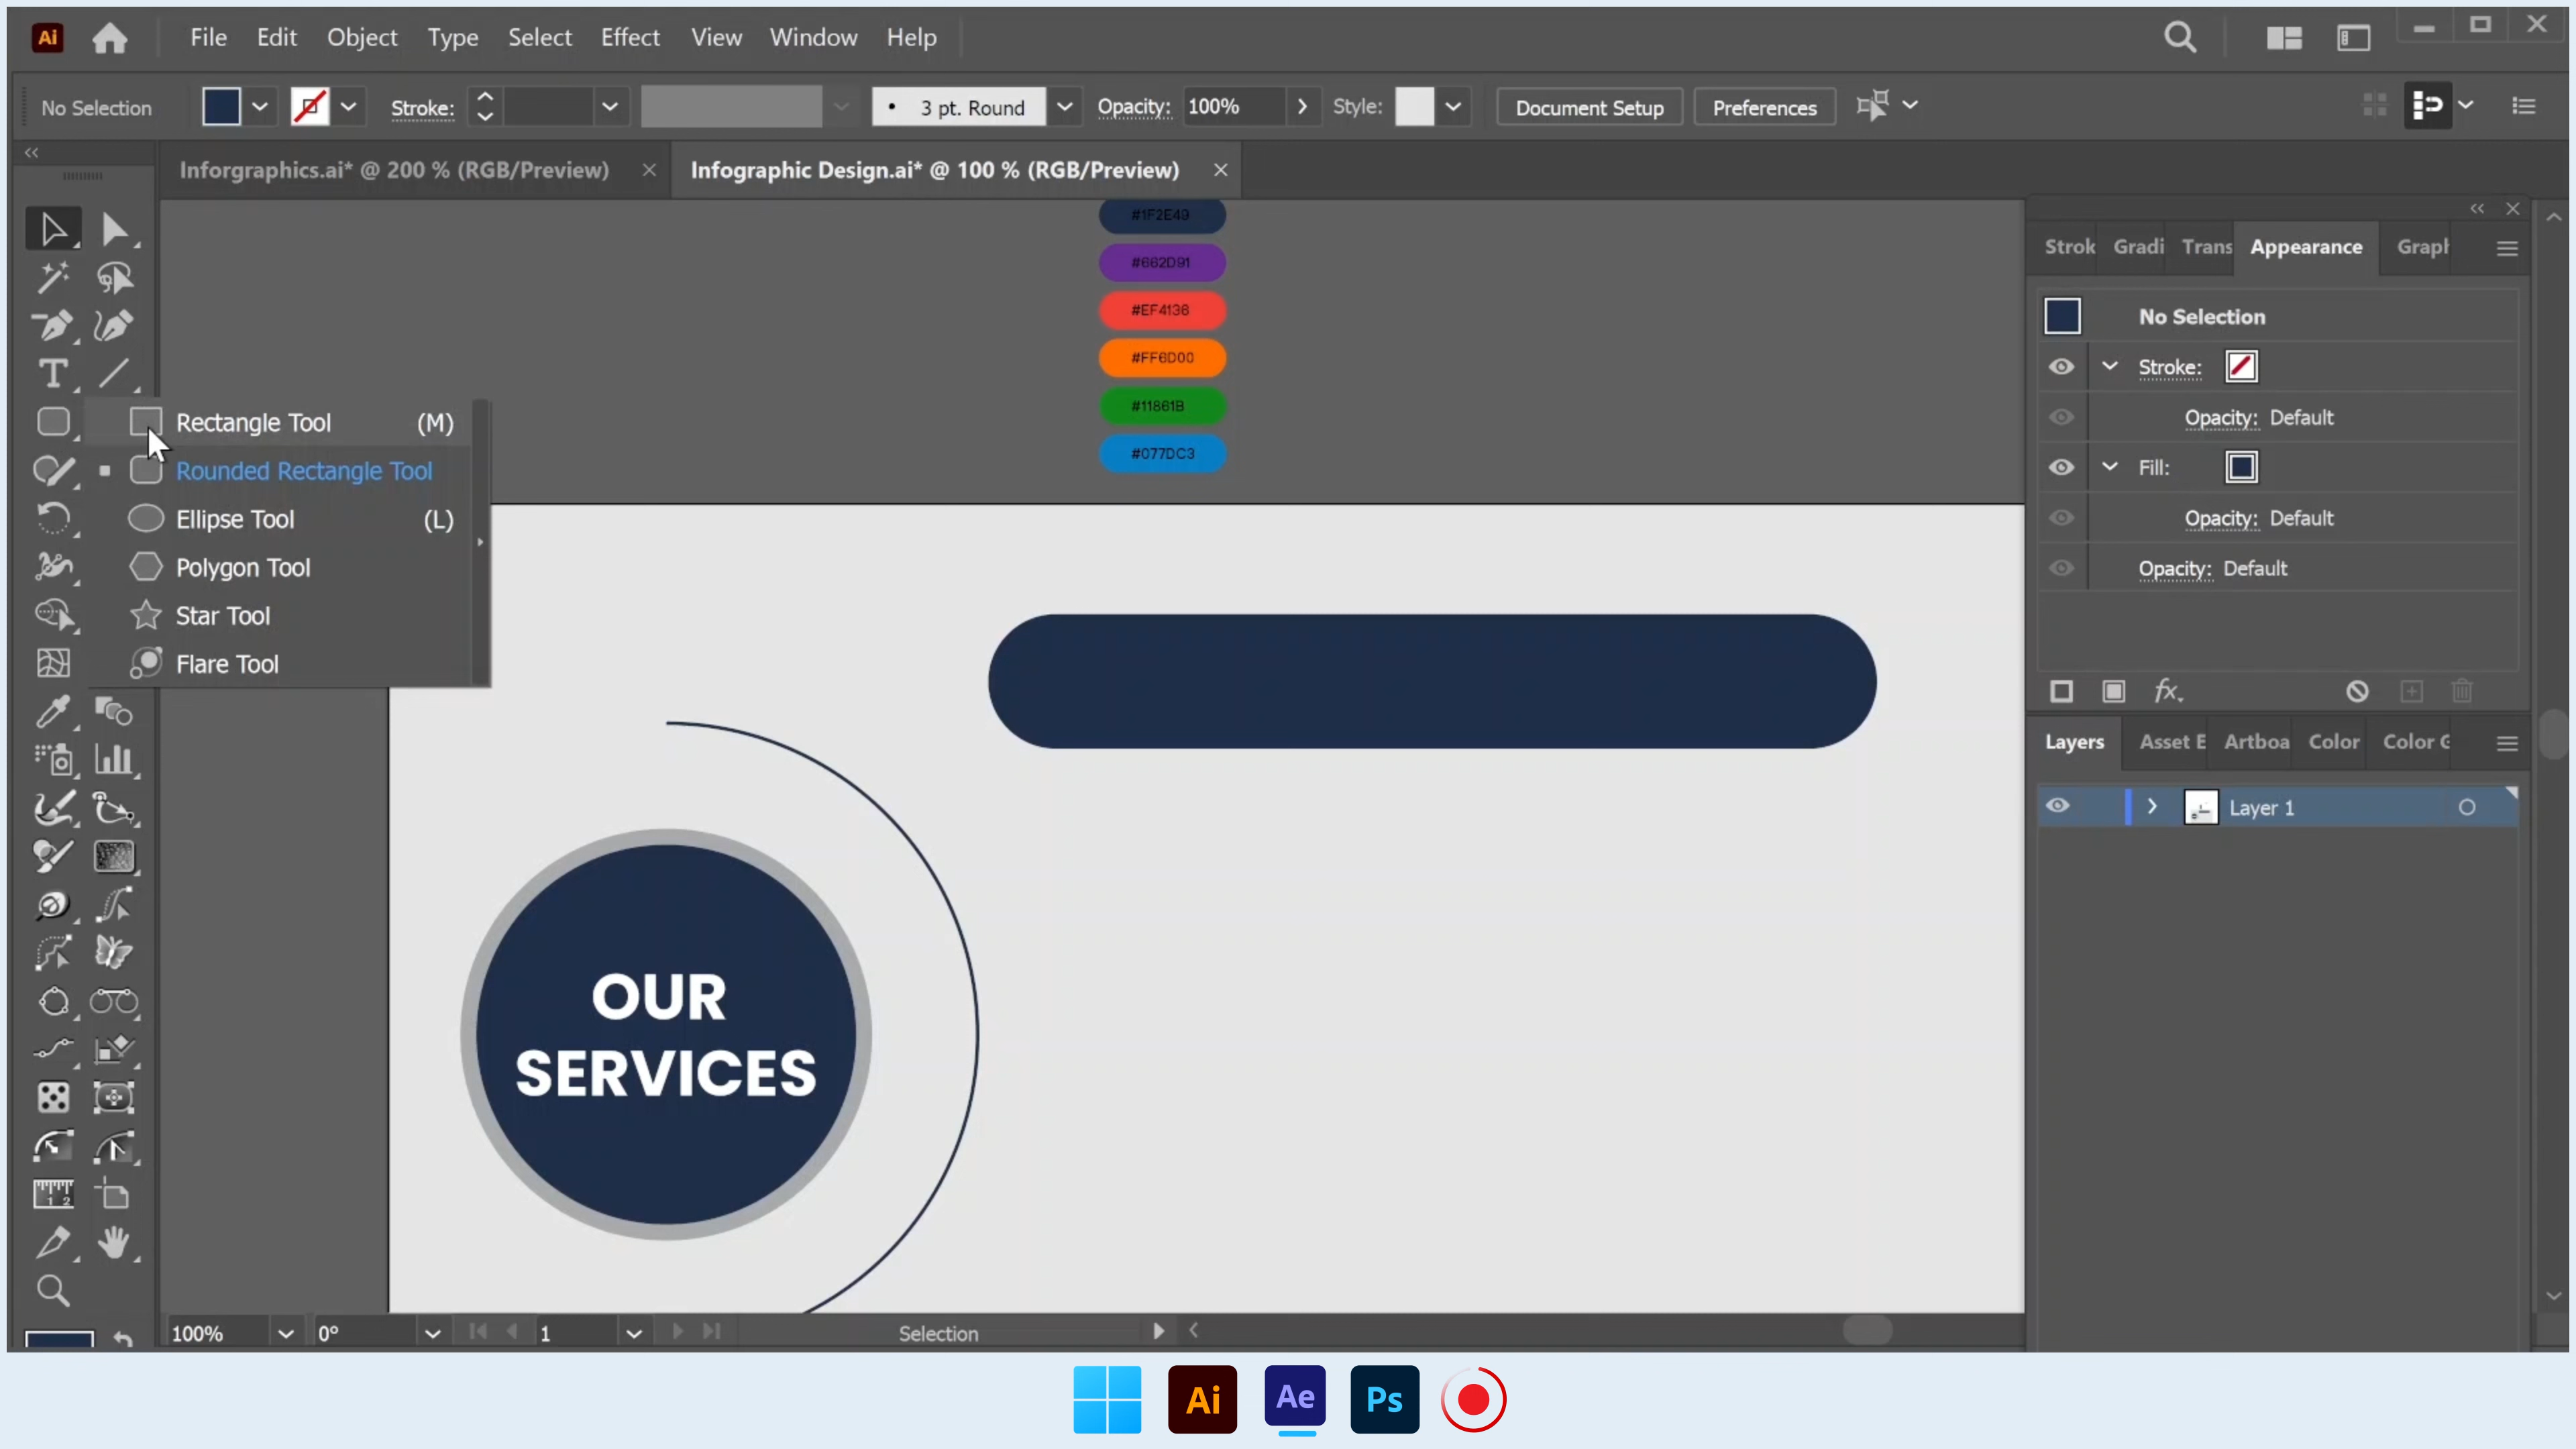 Ai File Edit Object Type Select Effect View Window Help
No Selection Stroke: • 3 pt. Round Opacity: 100% Style: Document Setup Preferences
Inforgraphics.ai* @ 200 % (RGB/Preview) Infographic Design.ai* @ 100 % (RGB/Preview)
#1F2E49
#662D91
#EF4136
#FF6D00
#11861B
#077DC3
Rectangle Tool (M)
Rounded Rectangle Tool
Ellipse Tool (L)
Polygon Tool
Star Tool
Flare Tool
OUR
SERVICES
Strok Gradi Trans Appearance Graph
No Selection
Stroke:
Opacity: Default
Fill:
Opacity: Default
Opacity: Default
fx.
Layers Asset E Artboa Color Color G
Layer 1
100% 0° 1 Selection
Ai Ae Ps